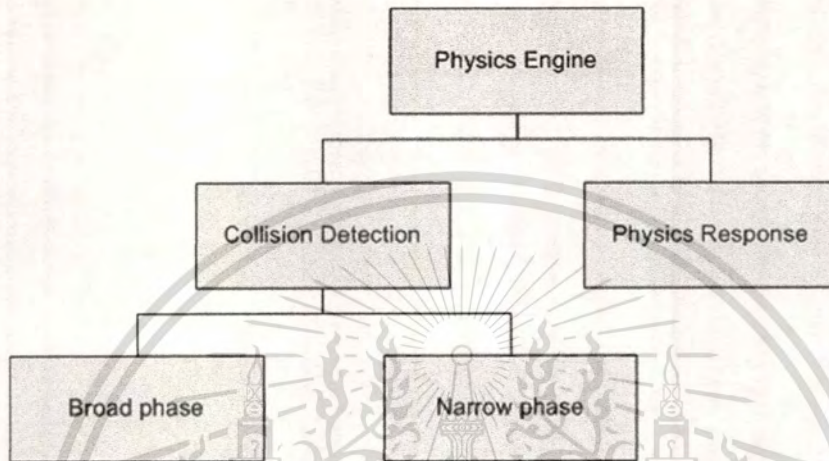 Physics Engine
Collision Detection
Physics Response
Broad phase
Narrow phase